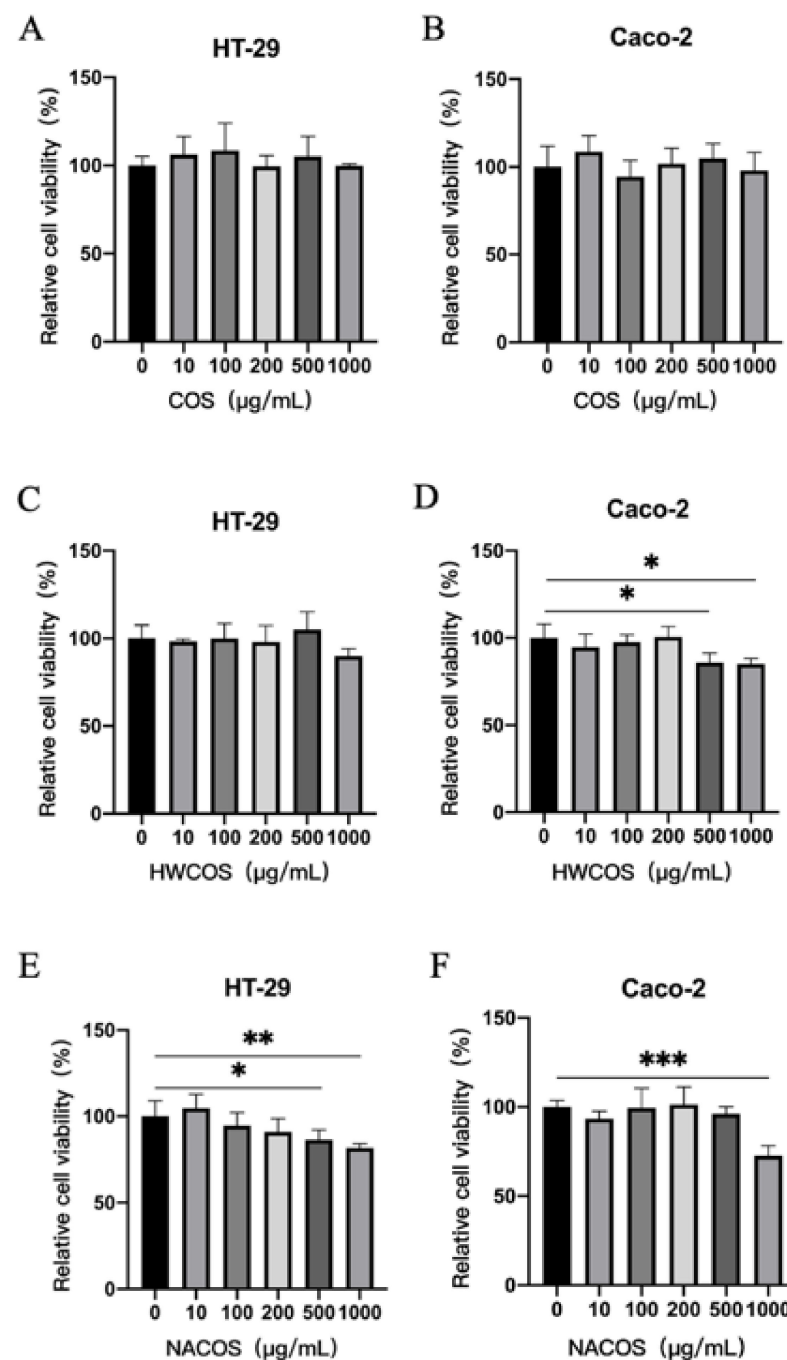 A
HT-29
Relative cell viability (%)
150
100
50
0
0 10 100 200 500 1000
COS (μg/mL)
B
Caco-2
Relative cell viability (%)
150
100
50
0
0 10 100 200 500 1000
COS (μg/mL)
C
HT-29
Relative cell viability (%)
150
100
50
0
0 10 100 200 500 1000
HWCOS (μg/mL)
D
Caco-2
Relative cell viability (%)
150
100
50
0
*
*
0 10 100 200 500 1000
HWCOS (μg/mL)
E
HT-29
Relative cell viability (%)
150
100
50
0
**
*
0 10 100 200 500 1000
NACOS (μg/mL)
F
Caco-2
Relative cell viability (%)
150
100
50
0
***
0 10 100 200 500 1000
NACOS (μg/mL)